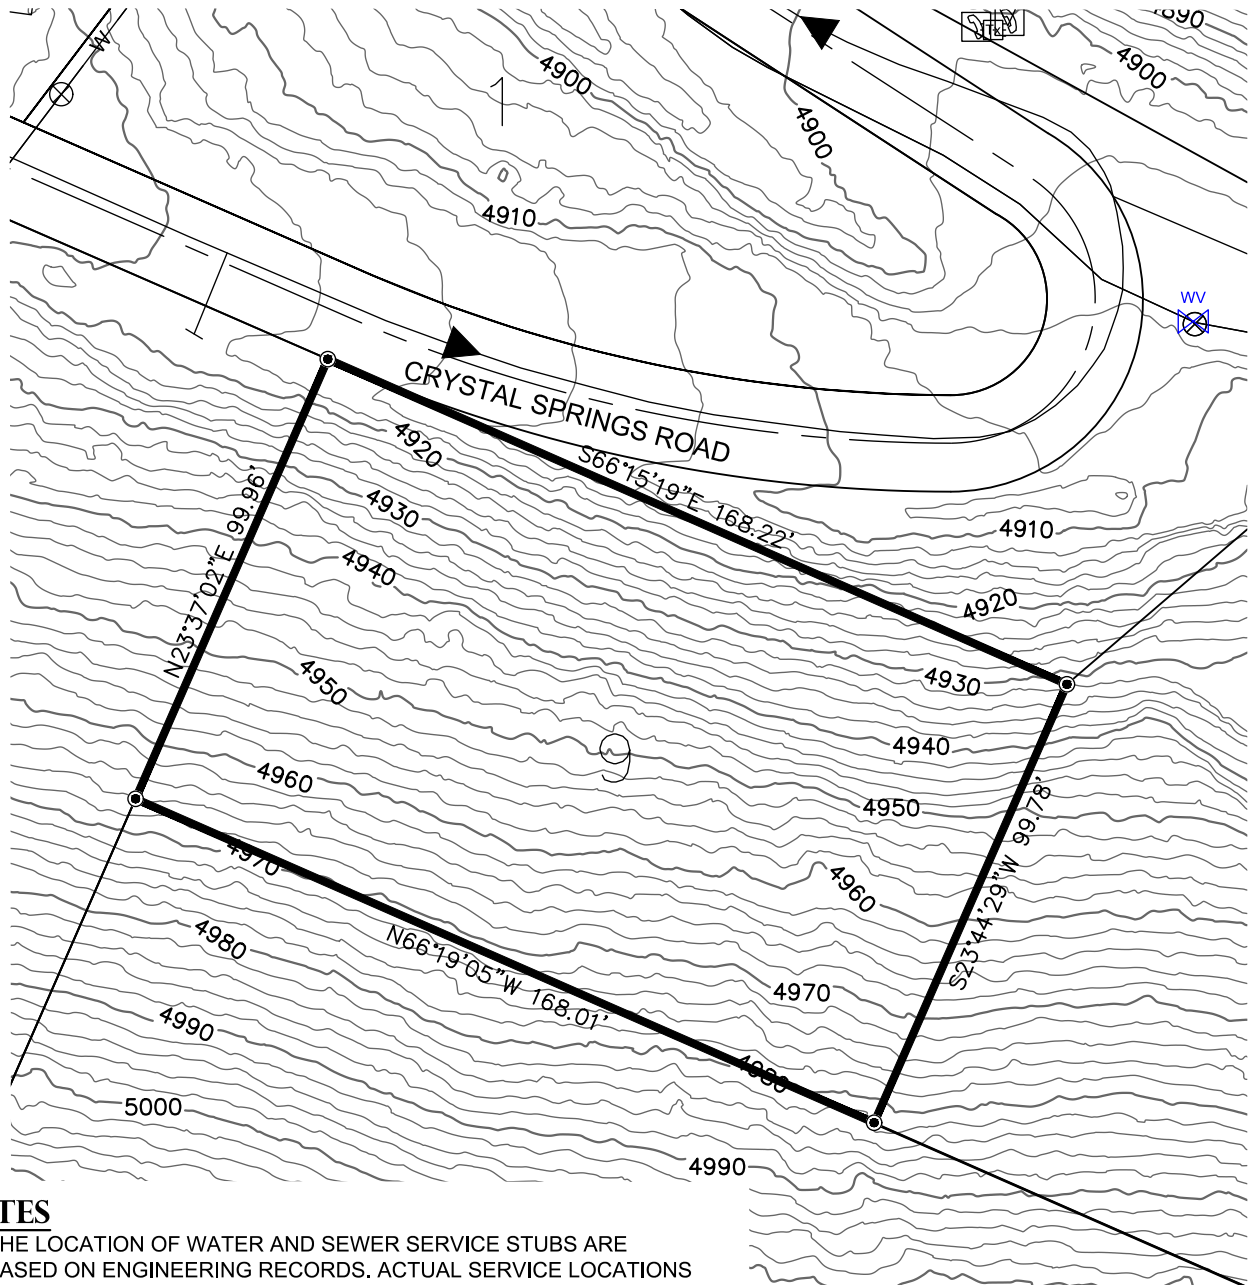 4890
4900
4900
W
1
4900
4910
WV
CRYSTAL SPRINGS ROAD
S66°15'19"E 168.22'
4920
4930
4910
N23°37'02"E 99.96'
4940
4920
4950
4930
4940
9
4960
4950
S23°44'29"W 99.78'
4970
4960
4980
N66°19'05"W 168.01'
4970
4990
4980
5000
4990
TES
HE LOCATION OF WATER AND SEWER SERVICE STUBS ARE
ASED ON ENGINEERING RECORDS. ACTUAL SERVICE LOCATIONS